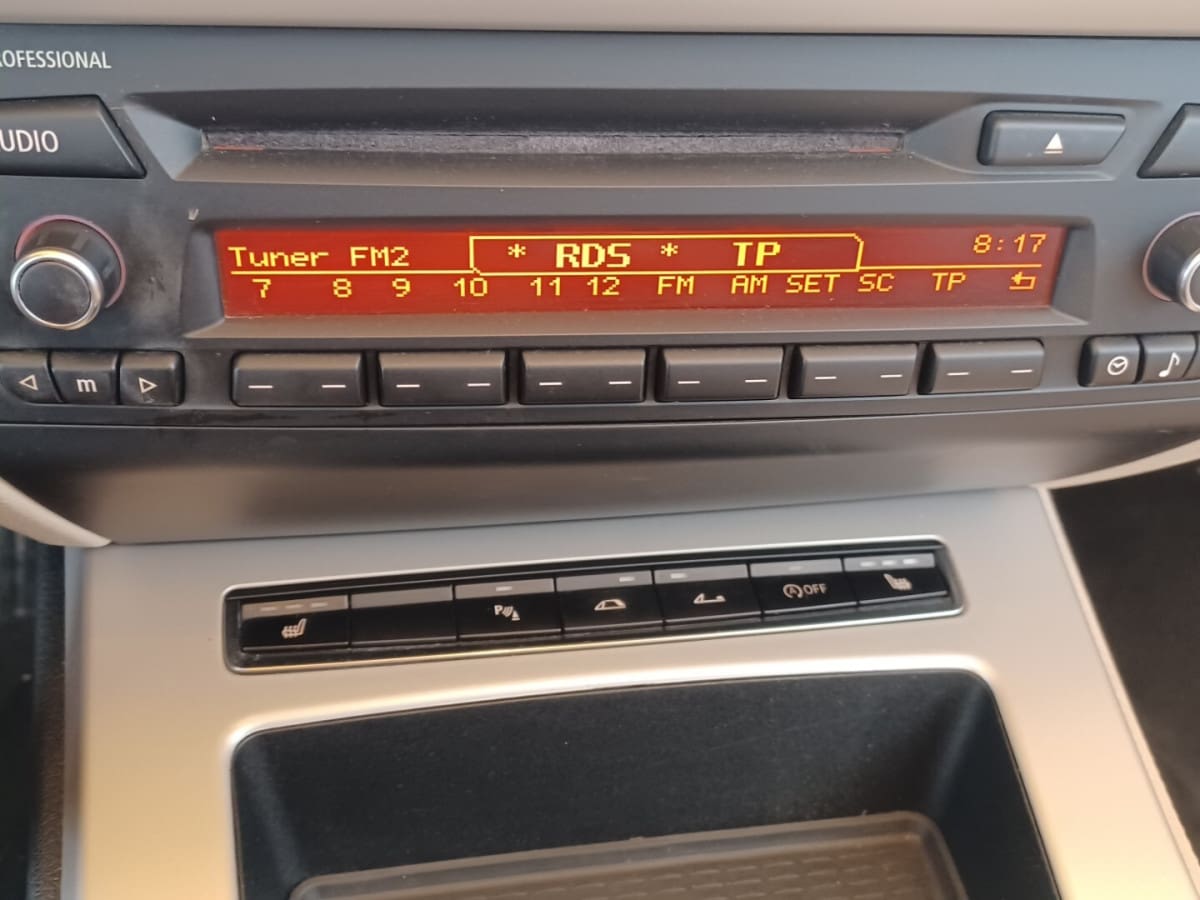 OFESSIONAL
UDIO
Tuner FM2 * RDS * TP 8:17
7 8 9 10 11 12 FM AM SET SC TP
m
P
A OFF